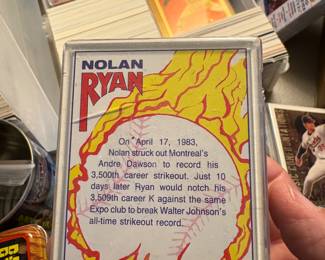 NOLAN
RYAN
On April 17, 1983,
Nolan struck out Montreal's
Andre Dawson to record his
3,500th career strikeout. Just 10
days later Ryan would notch his
3,509th career K against the same
Expo club to break Walter Johnson's
all-time strikeout record.